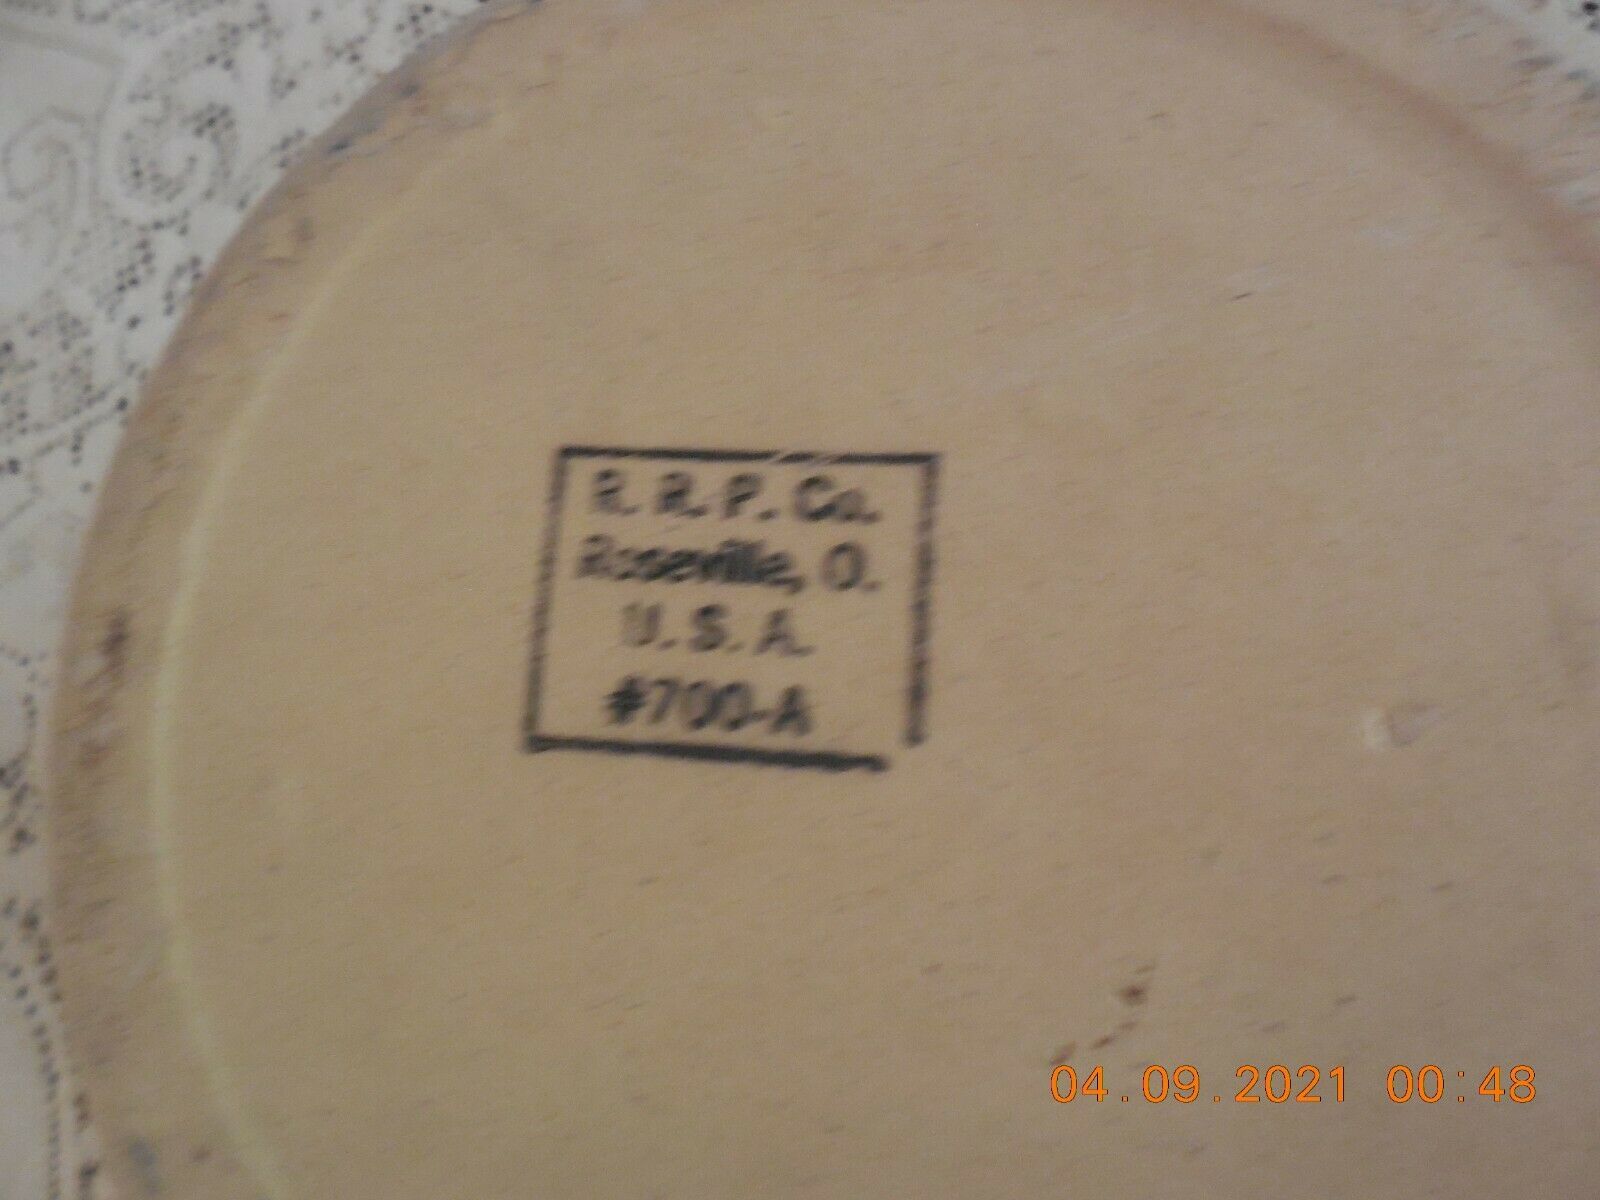 R. R. P. Co.
Roseville, O.
U. S. A.
#700-A
04.09.2021 00:48